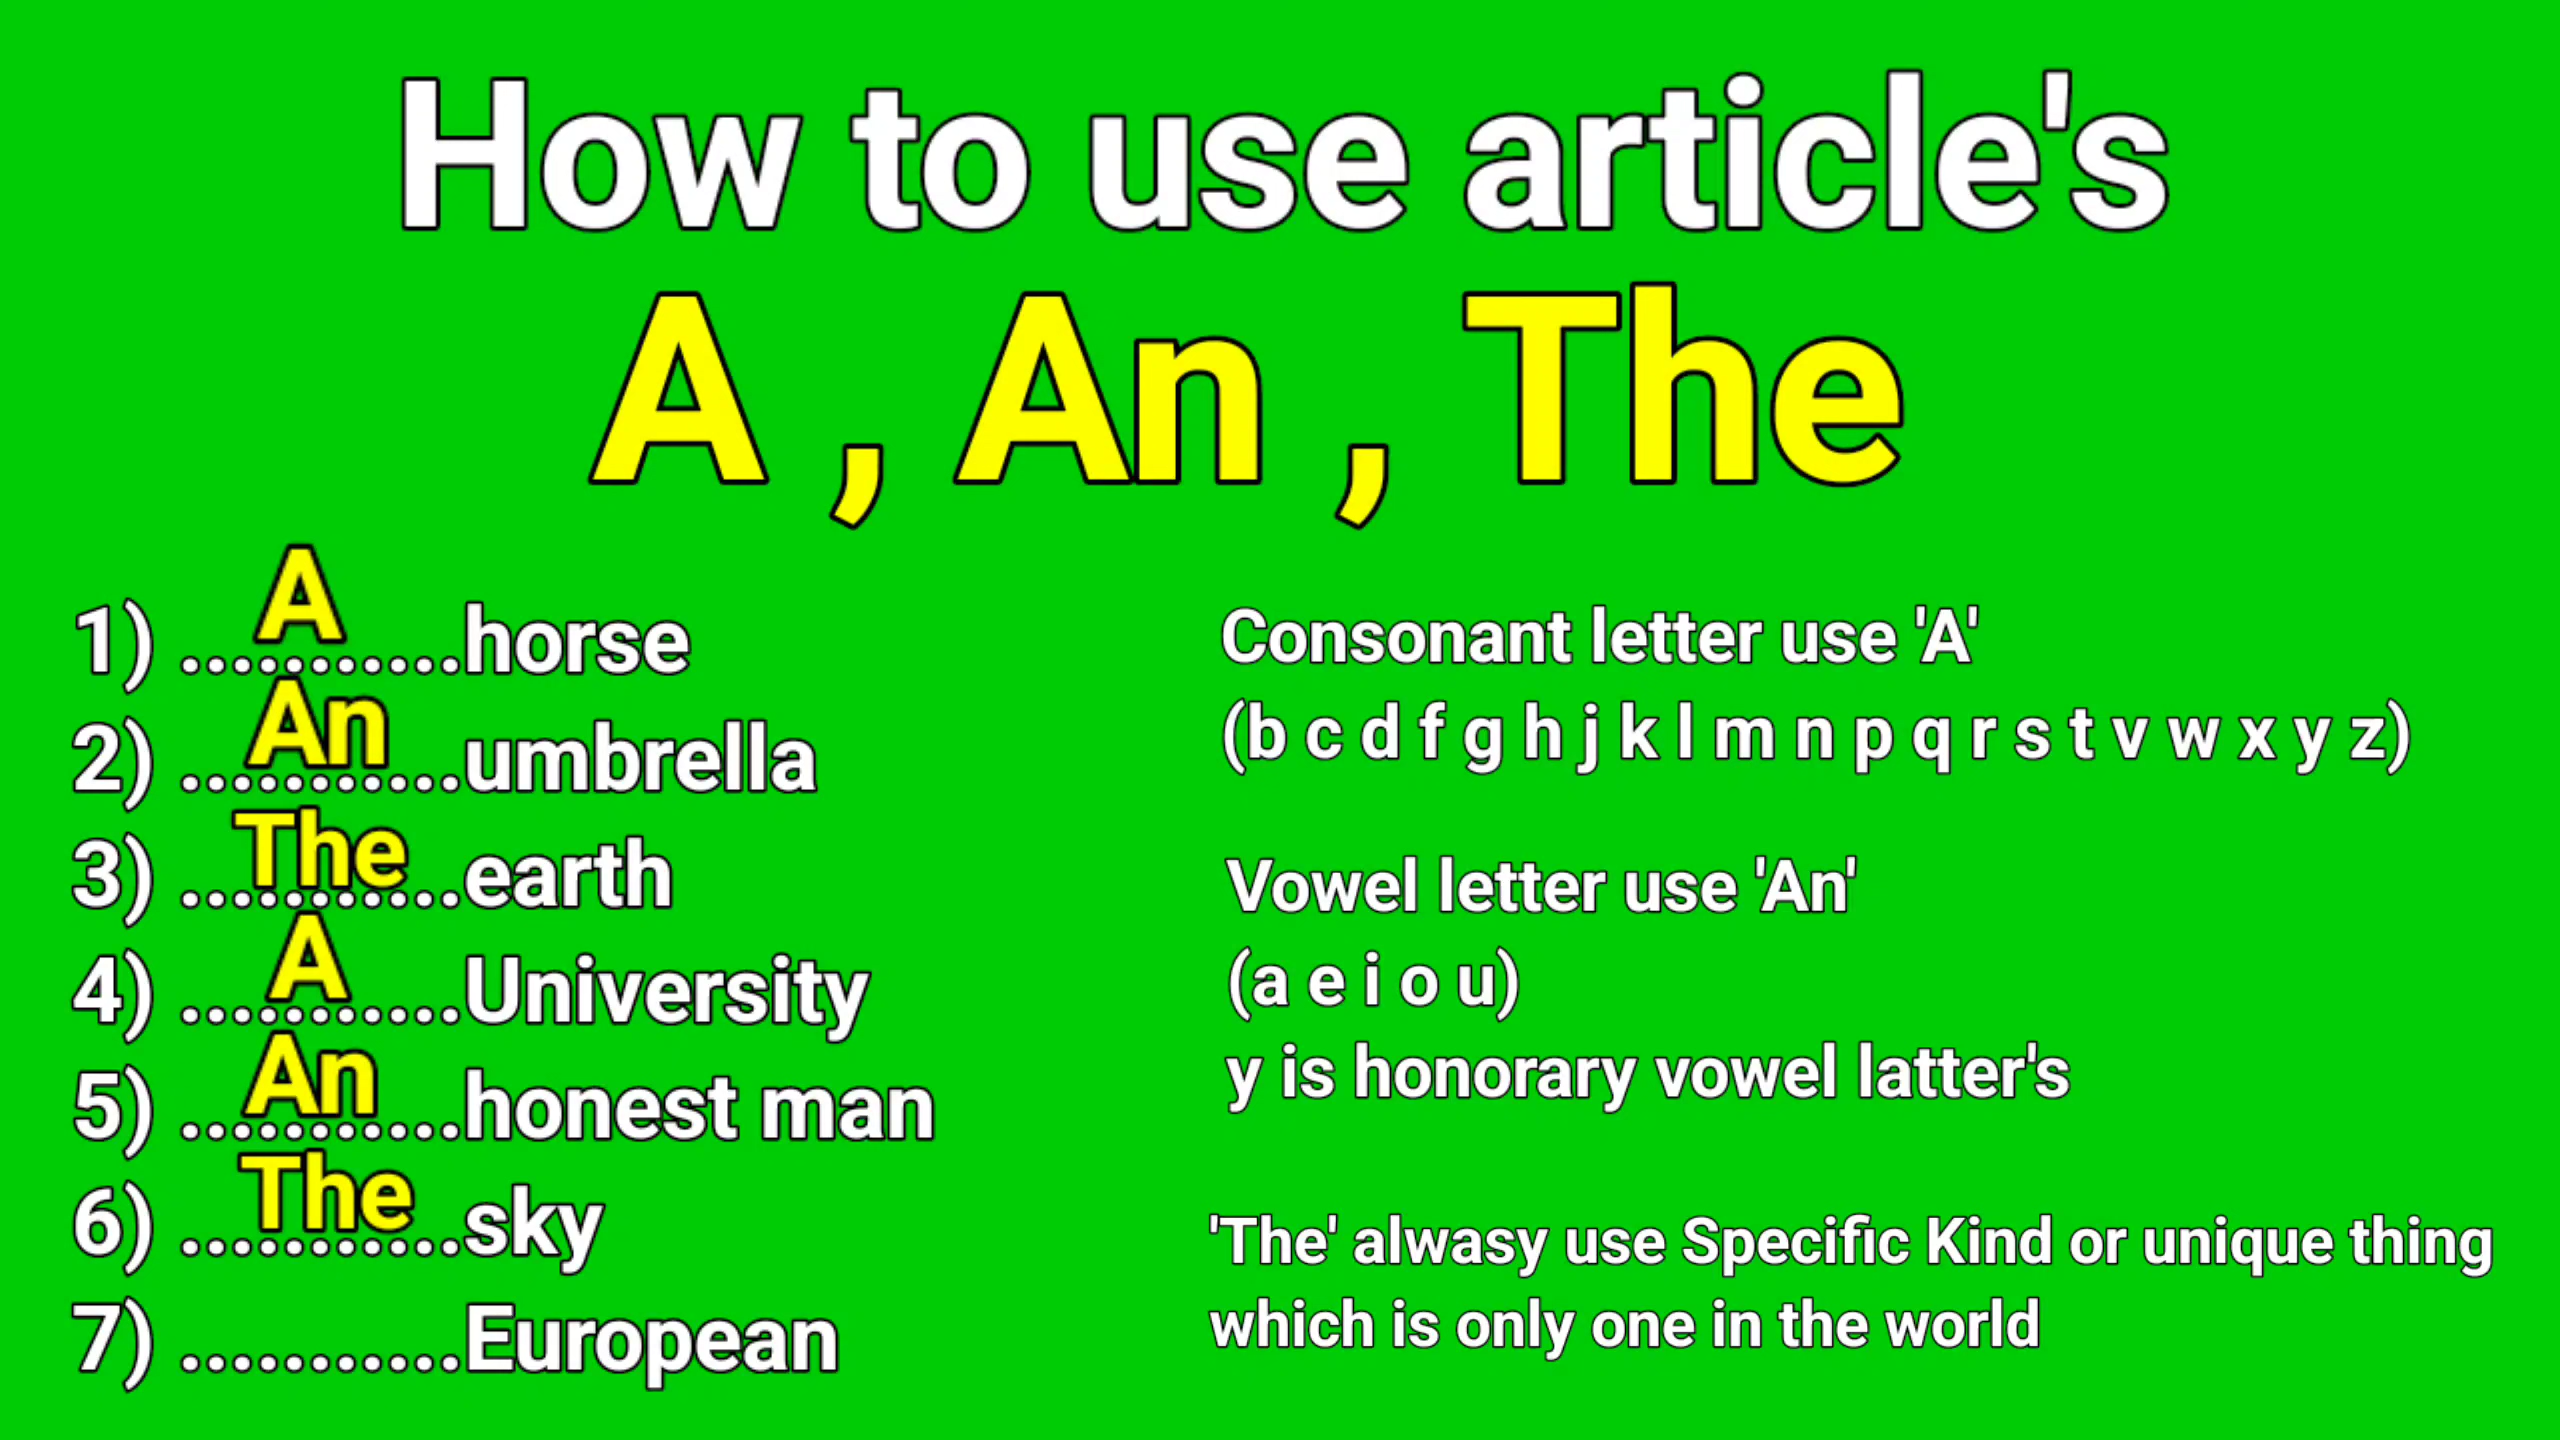 How to use article's
A , An , The
1) ....A.......horse
2) ....An.......umbrella
3) ....The.......earth
4) ....A.......University
5) ....An.......honest man
6) ....The.......sky
7) ...........European
Consonant letter use 'A'
(b c d f g h j k l m n p q r s t v w x y z)
Vowel letter use 'An'
(a e i o u)
y is honorary vowel latter's
'The' alwasy use Specific Kind or unique thing
which is only one in the world